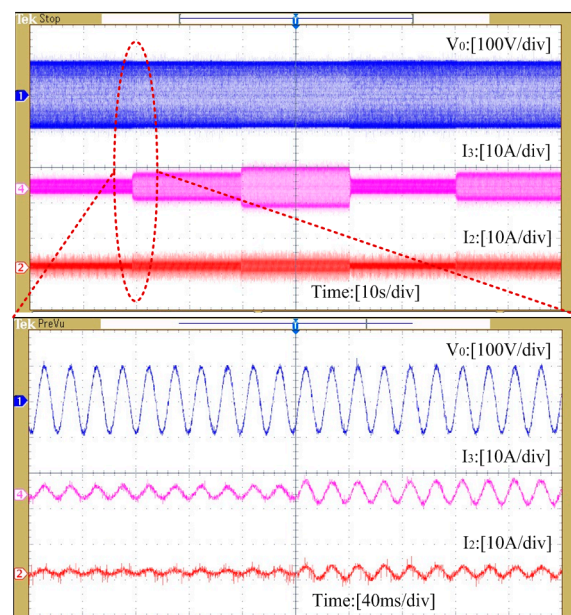 Tek Stop
T
V₀:[100V/div]
1
I₃:[10A/div]
4
I₂:[10A/div]
2
Time:[10s/div]
Tek PreVu
T
V₀:[100V/div]
1
I₃:[10A/div]
4
I₂:[10A/div]
2
Time:[40ms/div]